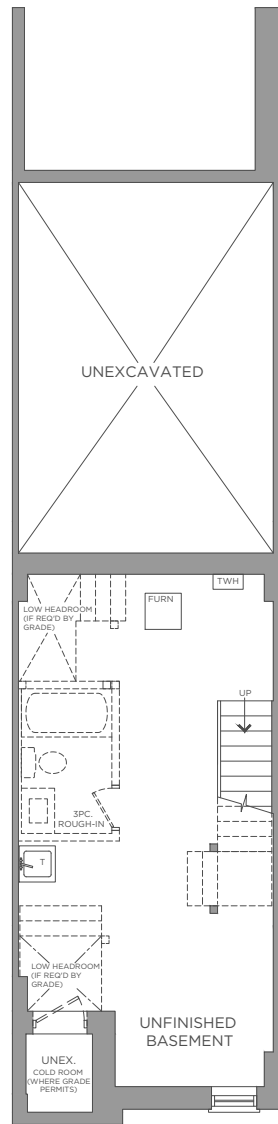 UNEXCAVATED
TWH
FURN
LOW HEADROOM
(IF REQ'D BY
GRADE)
UP
3PC.
ROUGH-IN
T
LOW HEADROOM
(IF REQ'D BY
GRADE)
UNFINISHED
BASEMENT
UNEX.
COLD ROOM
(WHERE GRADE
PERMITS)